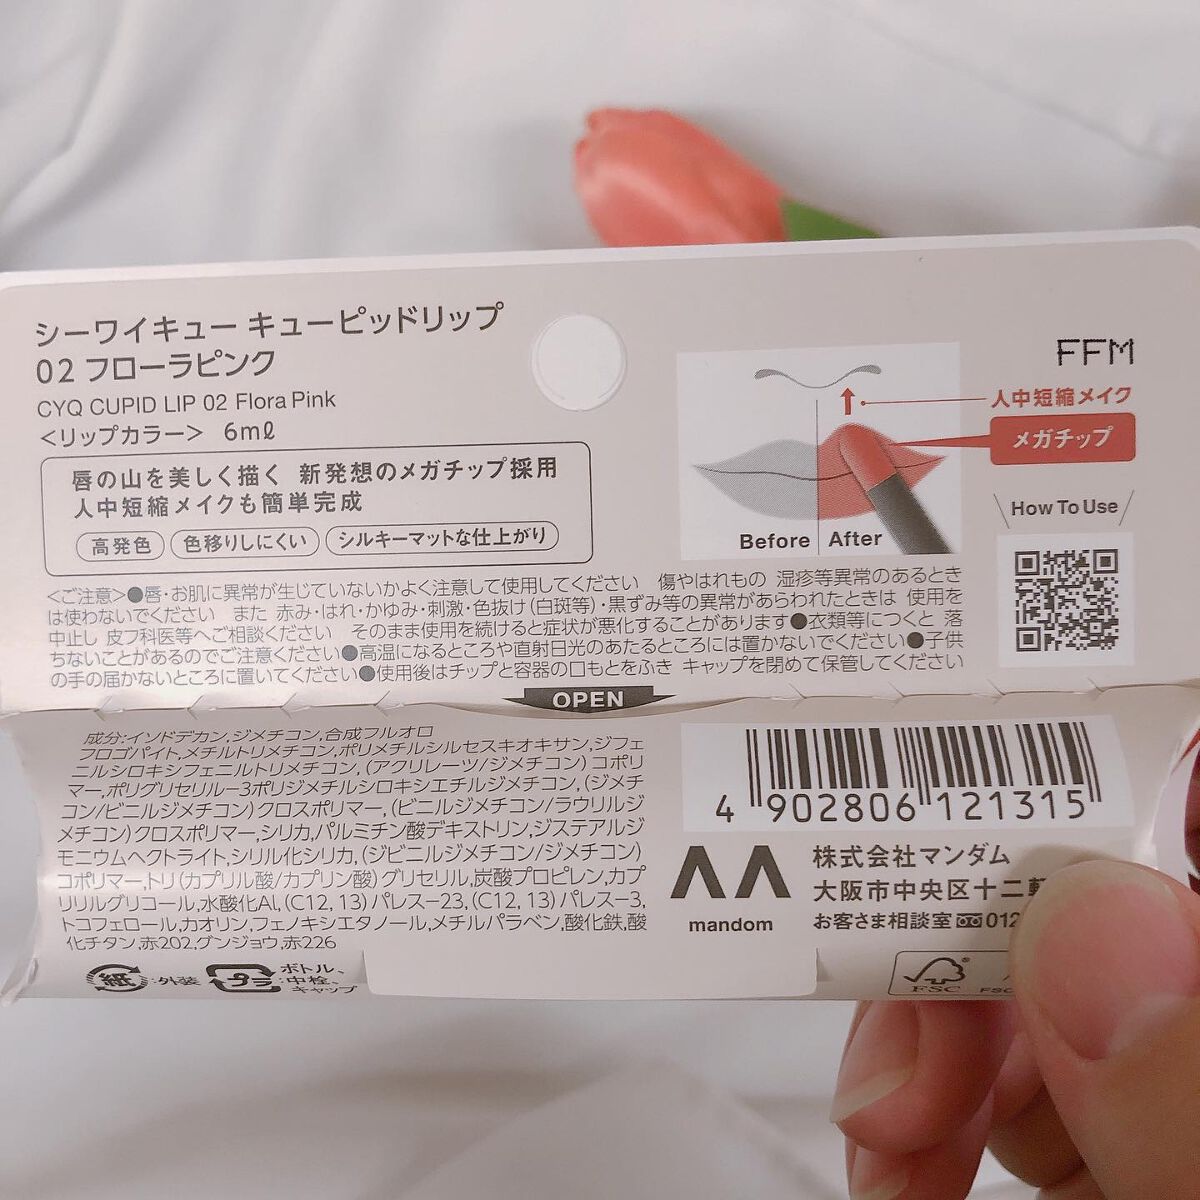 シーワイキュー キューピッドリップ
02 フローラピンク
CYQ CUPID LIP 02 Flora Pink
＜リップカラー＞ 6mℓ
唇の山を美しく描く 新発想のメガチップ採用
人中短縮メイクも簡単完成
高発色 色移りしにくい シルキーマットな仕上がり
FFM
人中短縮メイク
メガチップ
Before After
How To Use
＜ご注意＞●唇・お肌に異常が生じていないかよく注意して使用してください 傷やはれもの 湿疹等異常のあるとき
は使わないでください また 赤み・はれ・かゆみ・刺激・色抜け(白斑等)・黒ずみ等の異常があらわれたときは 使用を
中止し 皮フ科医等へご相談ください そのまま使用を続けると症状が悪化することがあります●衣類等につくと 落
ちないことがあるのでご注意ください●高温になるところや直射日光のあたるところには置かないでください●子供
の手の届かないところに置いてください●使用後はチップと容器の口もとをふき キャップを閉めて保管してください
OPEN
成分:イソドデカン,ジメチコン,合成フルオロ
フロゴパイト,メチルトリメチコン,ポリメチルシルセスキオキサン,ジフェ
ニルシロキシフェニルトリメチコン,(アクリレーツ/ジメチコン)コポリ
マー,ポリグリセリル-3ポリジメチルシロキシエチルジメチコン,(ジメチ
コン/ビニルジメチコン)クロスポリマー,(ビニルジメチコン/ラウリルジ
メチコン)クロスポリマー,シリカ,パルミチン酸デキストリン,ジステアルジ
モニウムヘクトライト,シリル化シリカ,(ジビニルジメチコン/ジメチコン)
コポリマー,トリ(カプリル酸/カプリン酸)グリセリル,炭酸プロピレン,カプ
リリルグリコール,水酸化Al,(C12,13)パレス-23,(C12,13)パレス-3,
トコフェロール,カオリン,フェノキシエタノール,メチルパラベン,酸化鉄,酸
化チタン,赤202,グンジョウ,赤226
紙 :外装 プラ :ボトル、中栓、キャップ
4 902806 121315
mandom
株式会社マンダム
大阪市中央区十二
お客さま相談室 012
FSC